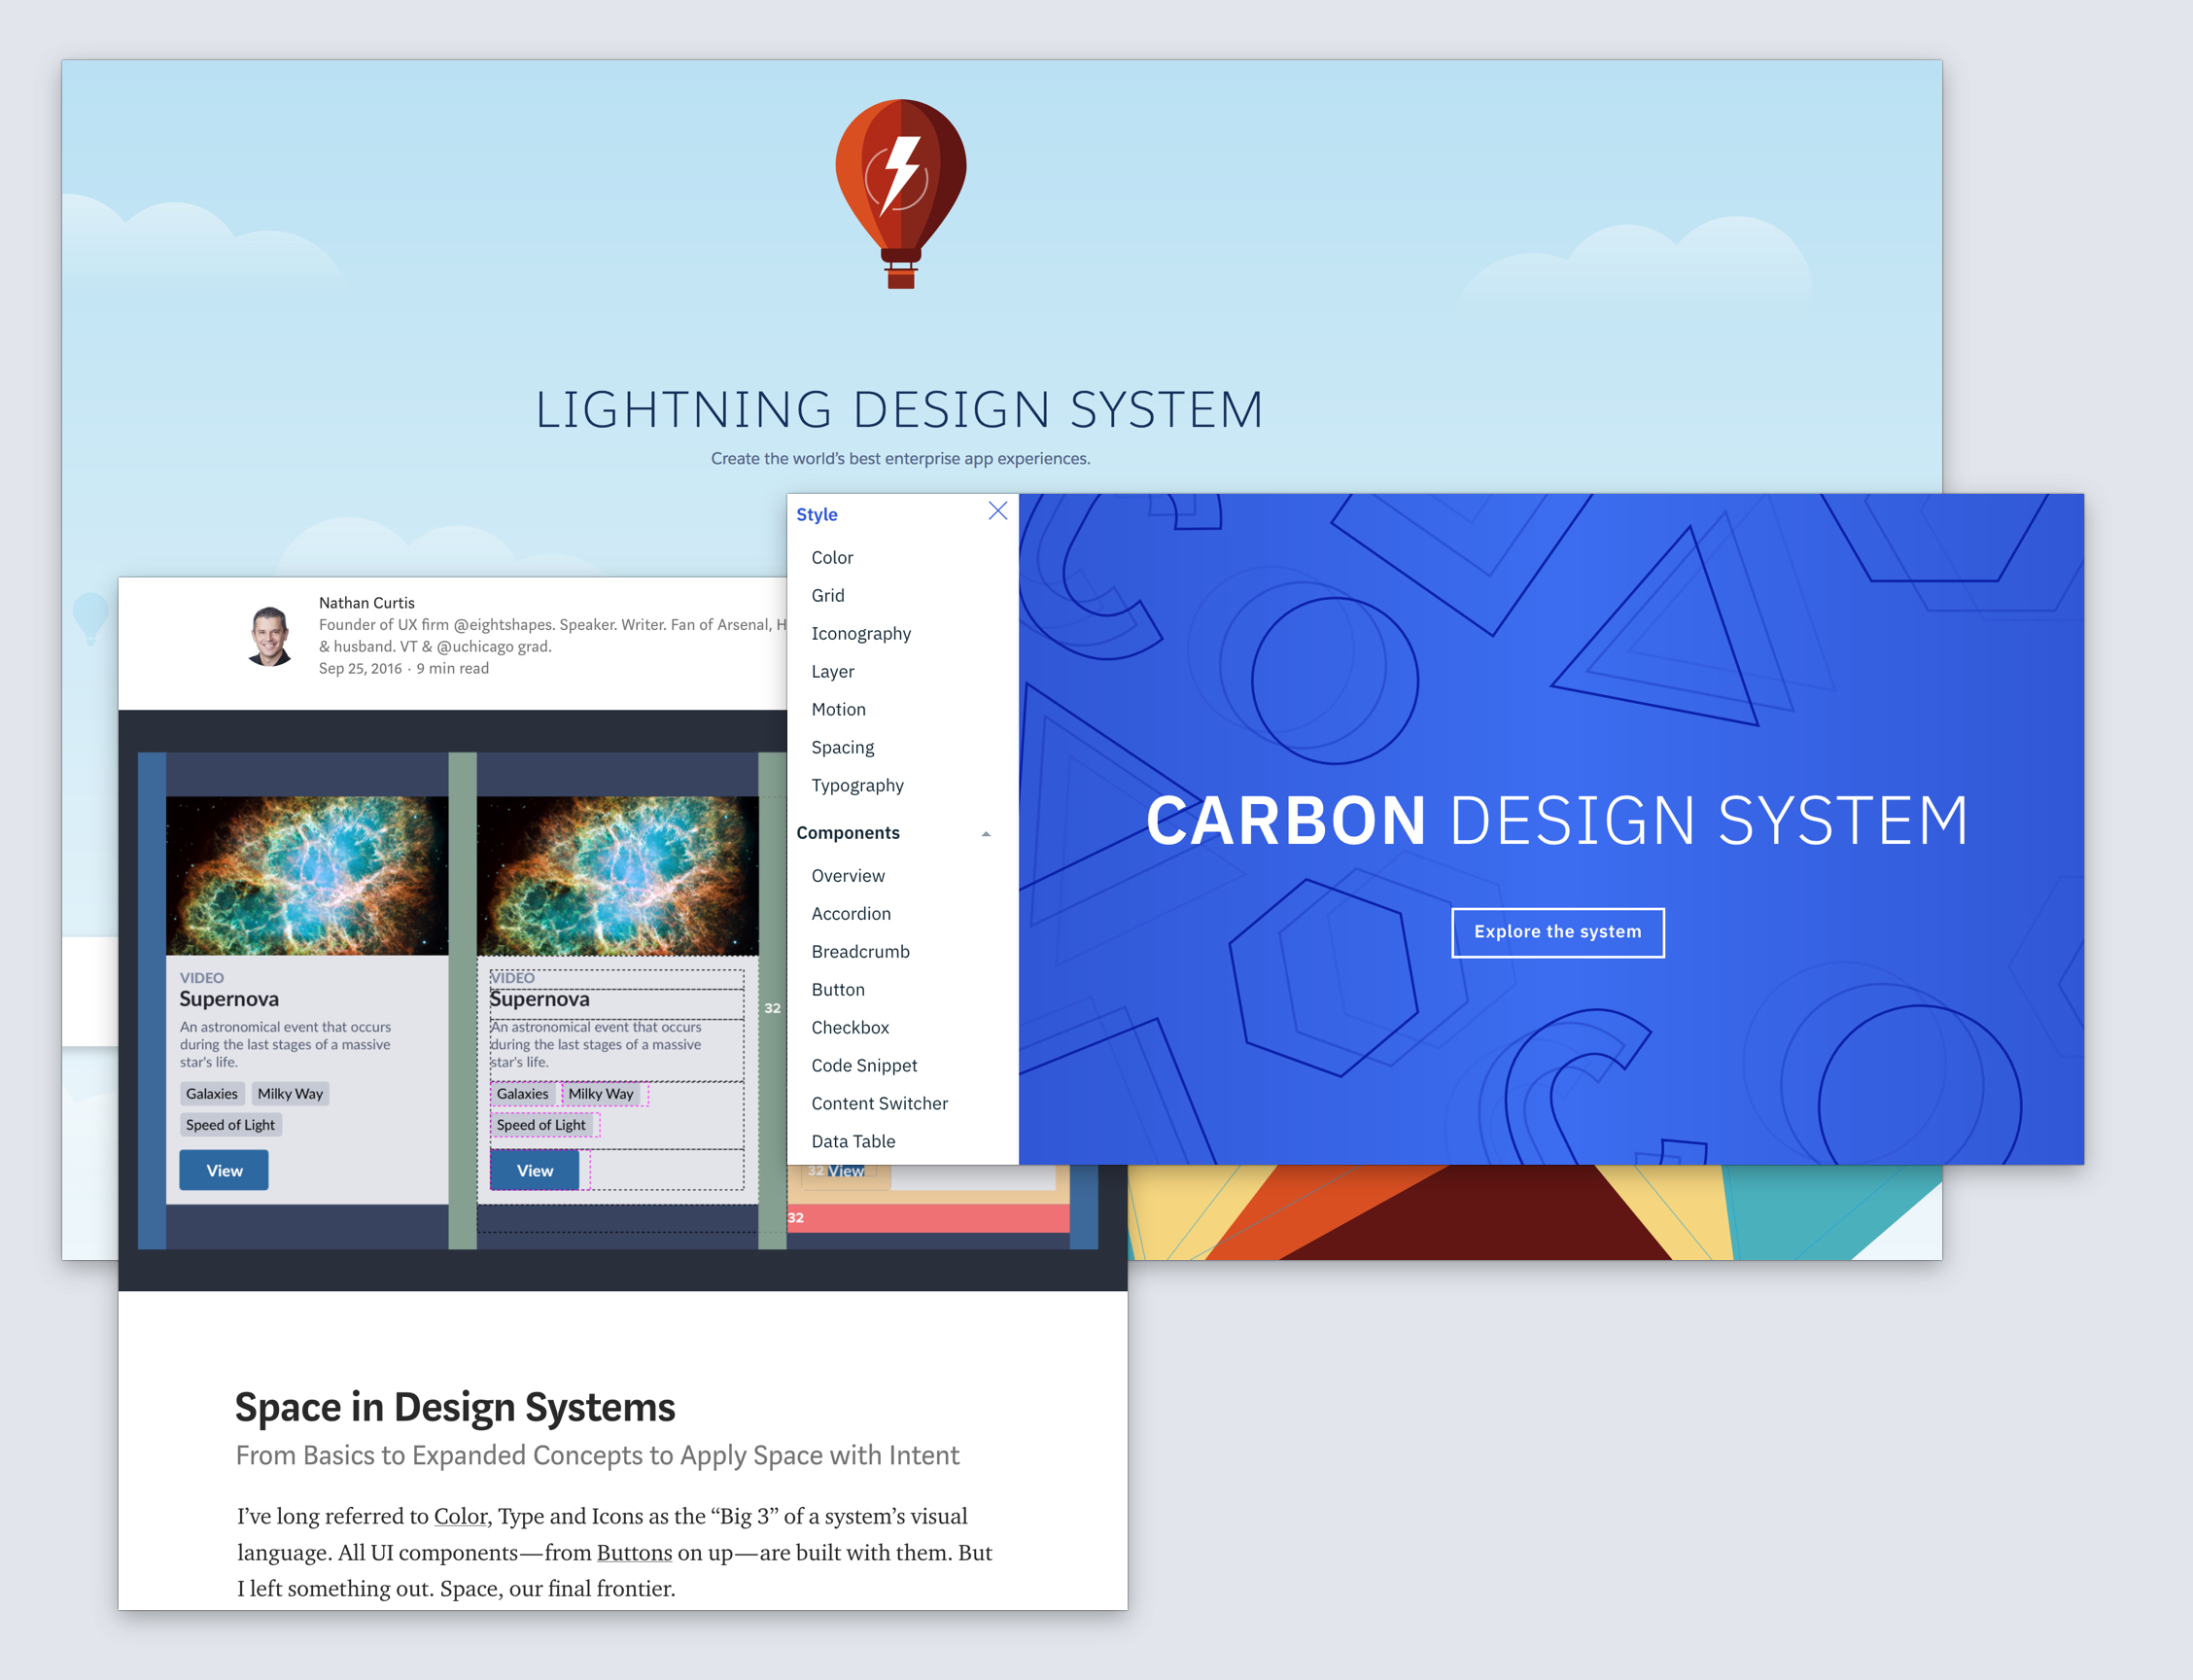 LIGHTNING DESIGN SYSTEM
Create the world's best enterprise app experiences.
Nathan Curtis
Founder of UX firm @eightshapes. Speaker. Writer. Fan of Arsenal, H
& husband. VT & @uchicago grad.
Sep 25, 2016 · 9 min read
VIDEO
Supernova
An astronomical event that occurs
during the last stages of a massive
star's life.
Galaxies Milky Way
Speed of Light
View
VIDEO
Supernova
An astronomical event that occurs
during the last stages of a massive
star's life.
Galaxies Milky Way
Speed of Light
View
32
32 View
32
Style
Color
Grid
Iconography
Layer
Motion
Spacing
Typography
Components
Overview
Accordion
Breadcrumb
Button
Checkbox
Code Snippet
Content Switcher
Data Table
CARBON DESIGN SYSTEM
Explore the system
Space in Design Systems
From Basics to Expanded Concepts to Apply Space with Intent
I’ve long referred to Color, Type and Icons as the “Big 3” of a system’s visual
language. All UI components—from Buttons on up—are built with them. But
I left something out. Space, our final frontier.